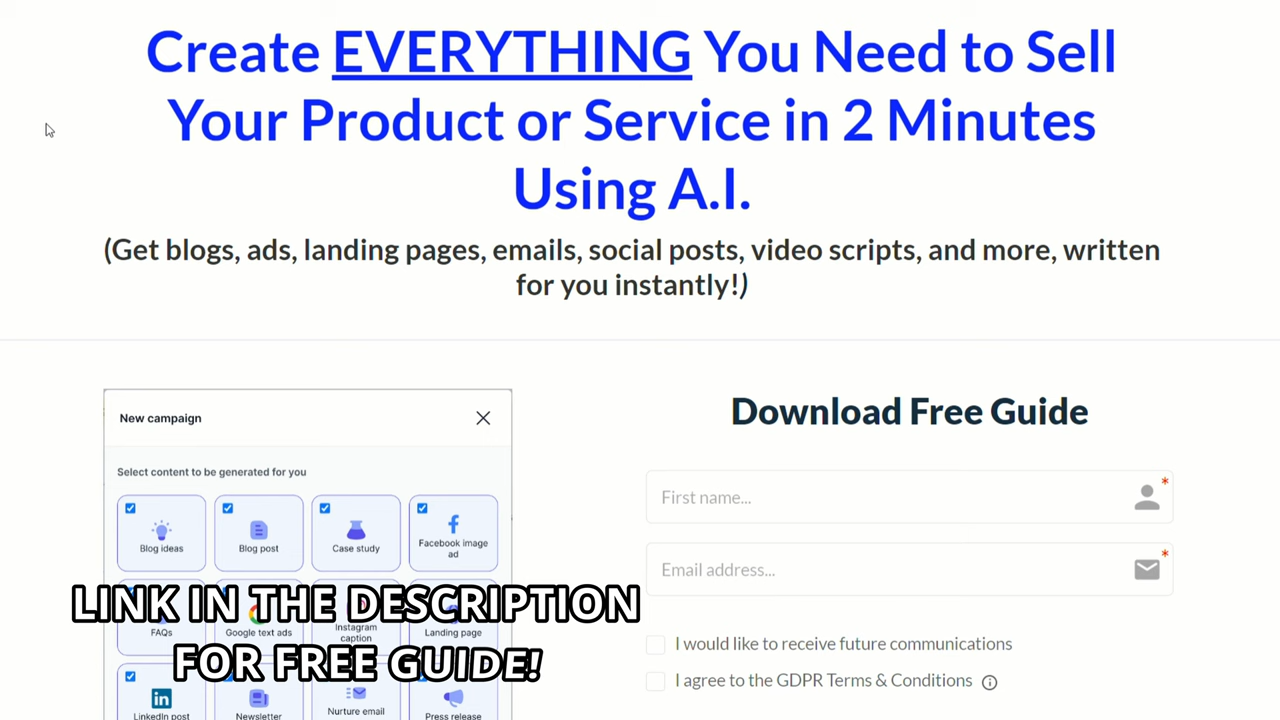 Create EVERYTHING You Need to Sell
Your Product or Service in 2 Minutes
Using A.I.
(Get blogs, ads, landing pages, emails, social posts, video scripts, and more, written
for you instantly!)
New campaign
Select content to be generated for you
Blog ideas
Blog post
Case study
Facebook image
ad
FAQs
Google text ads
Instagram
caption
Landing page
LinkedIn post
Newsletter
Nurture email
Press release
LINK IN THE DESCRIPTION
FOR FREE GUIDE!
Download Free Guide
First name...
*
Email address...
*
I would like to receive future communications
I agree to the GDPR Terms & Conditions